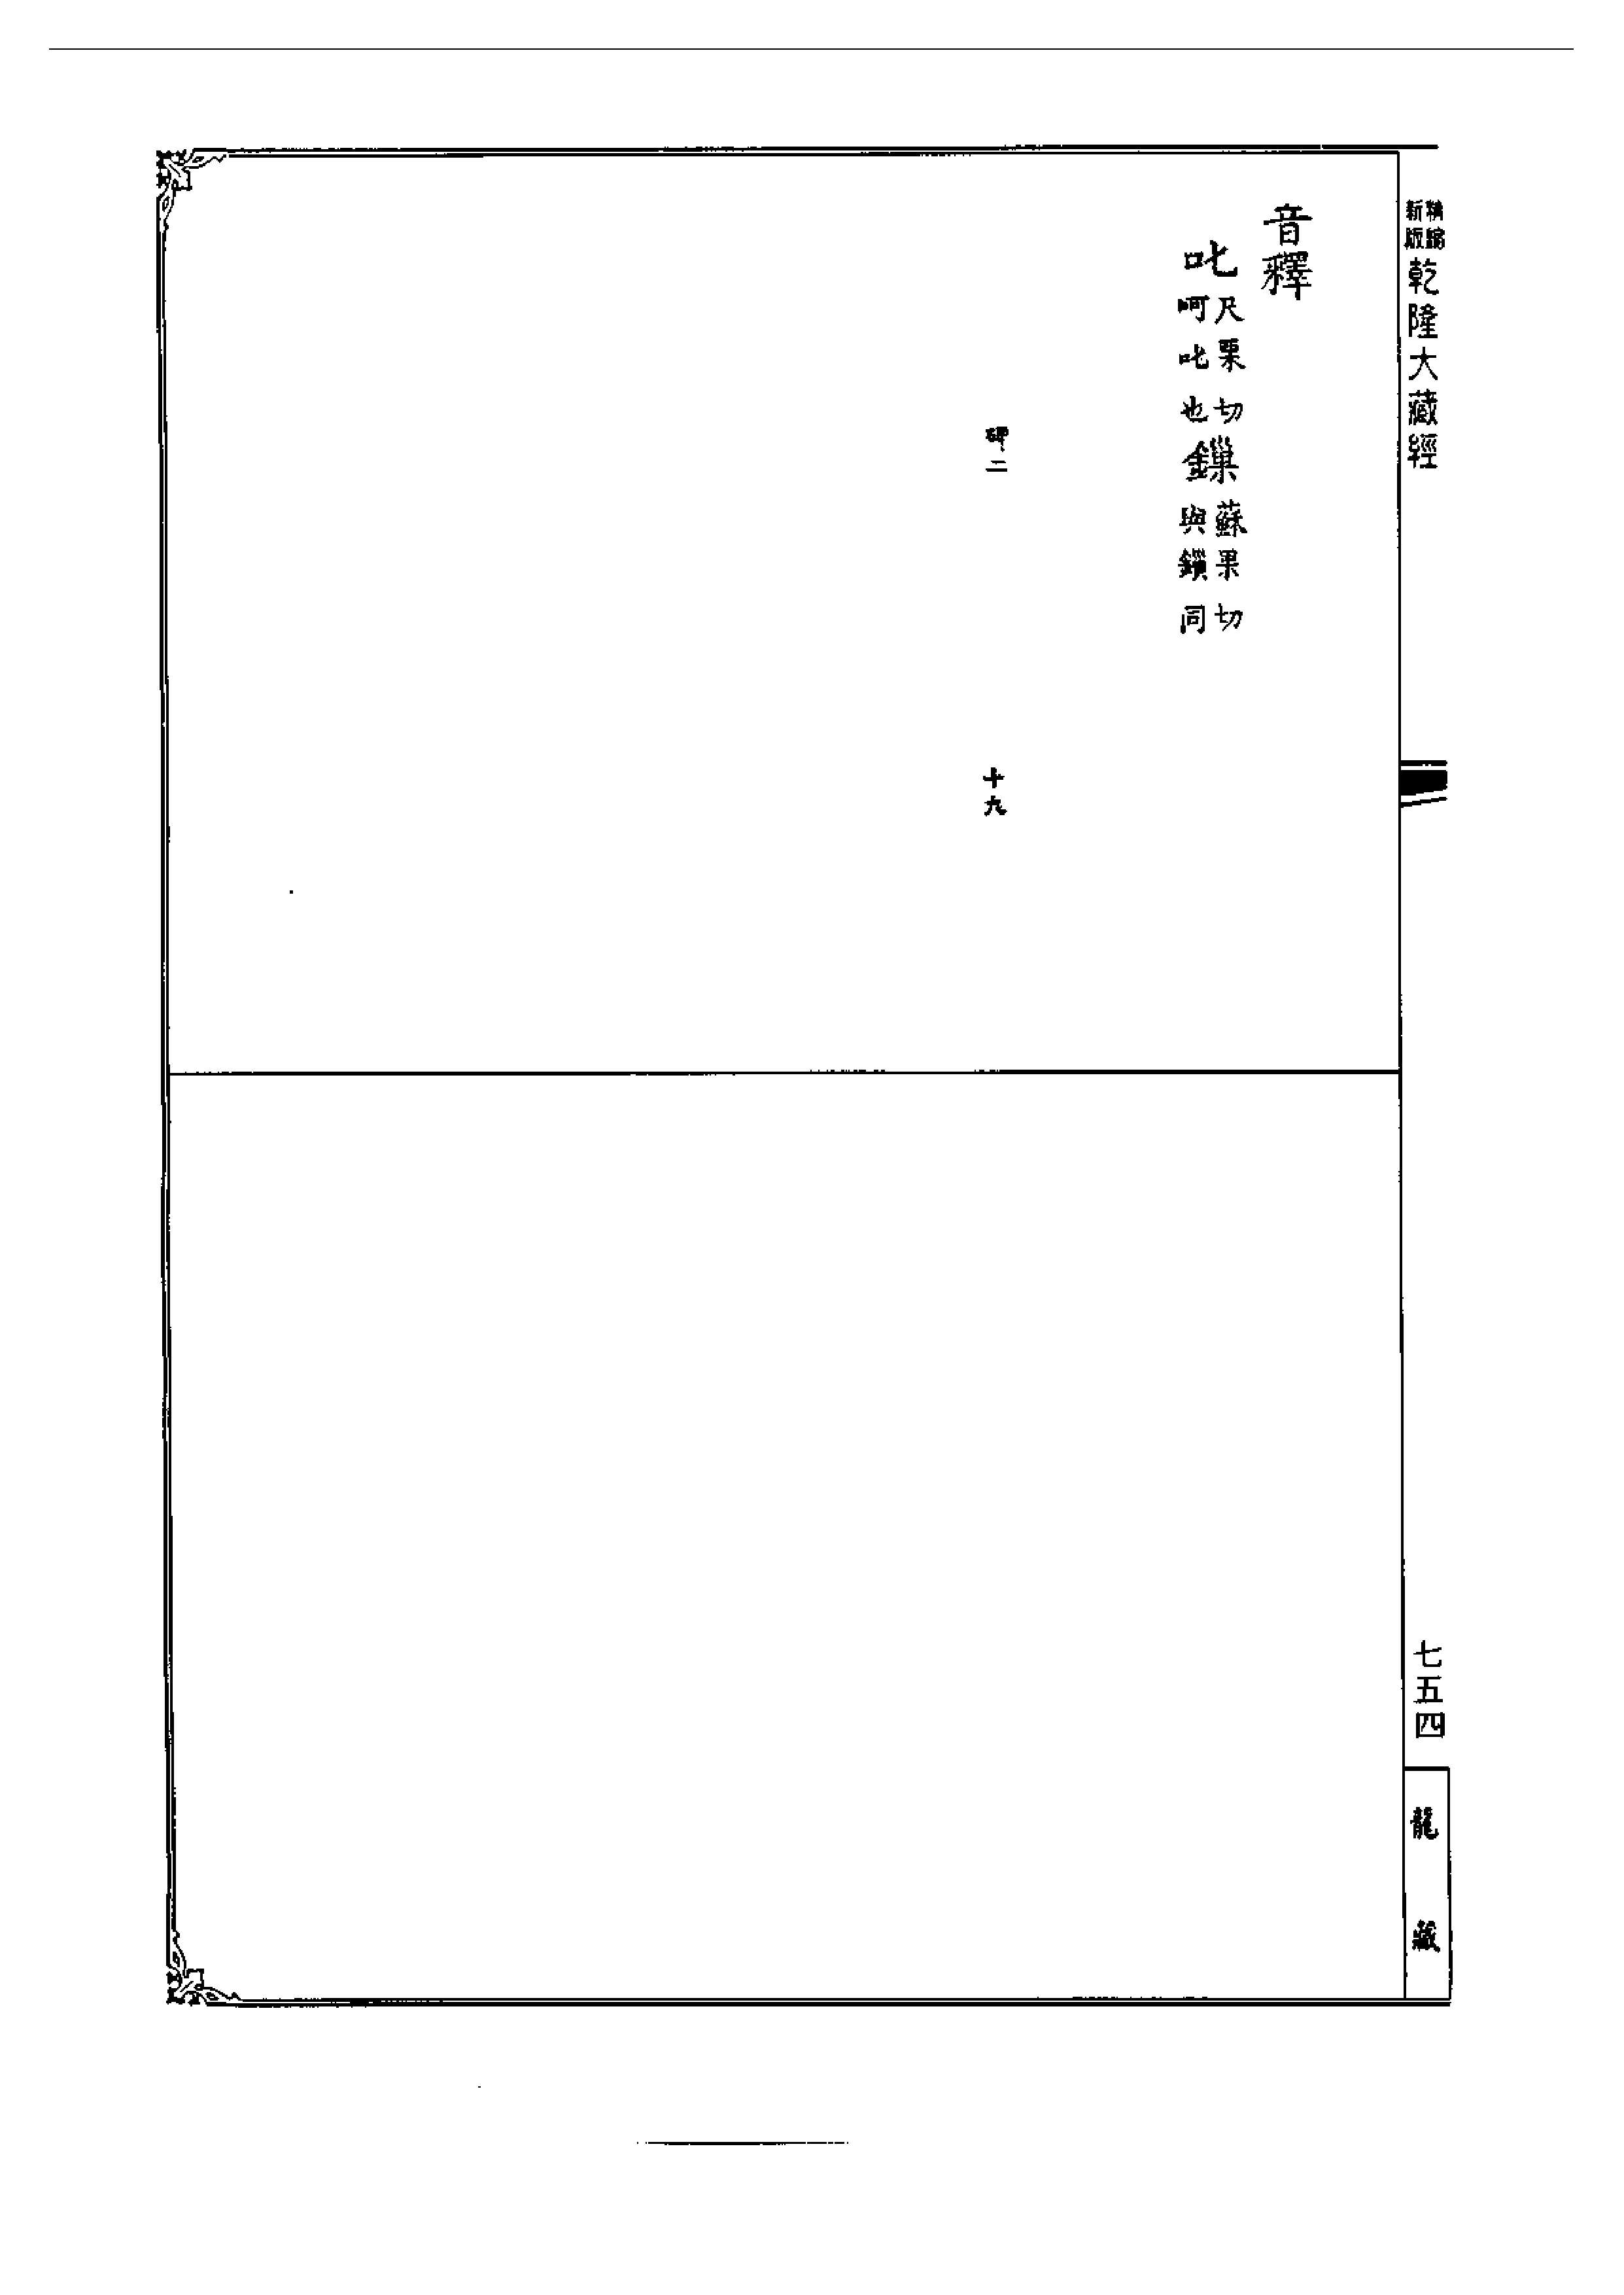 新版精縮
乾隆大藏經
音釋
叱尺栗切呵叱也鏁蘇果切與鎖同
碑二
十九
七五四
龍藏